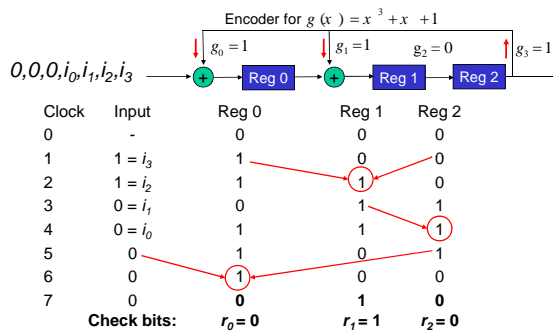 Encoder for g(x) = x³ + x + 1
g₀ = 1 g₁ = 1 g₂ = 0 g₃ = 1
0,0,0,i₀,i₁,i₂,i₃ + Reg 0 + Reg 1 Reg 2
Clock Input Reg 0 Reg 1 Reg 2
0 - 0 0 0
1 1 = i₃ 1 0 0
2 1 = i₂ 1 1 0
3 0 = i₁ 0 1 1
4 0 = i₀ 1 1 1
5 0 1 0 1
6 0 1 0 0
7 0 0 1 0
Check bits: r₀ = 0 r₁ = 1 r₂ = 0